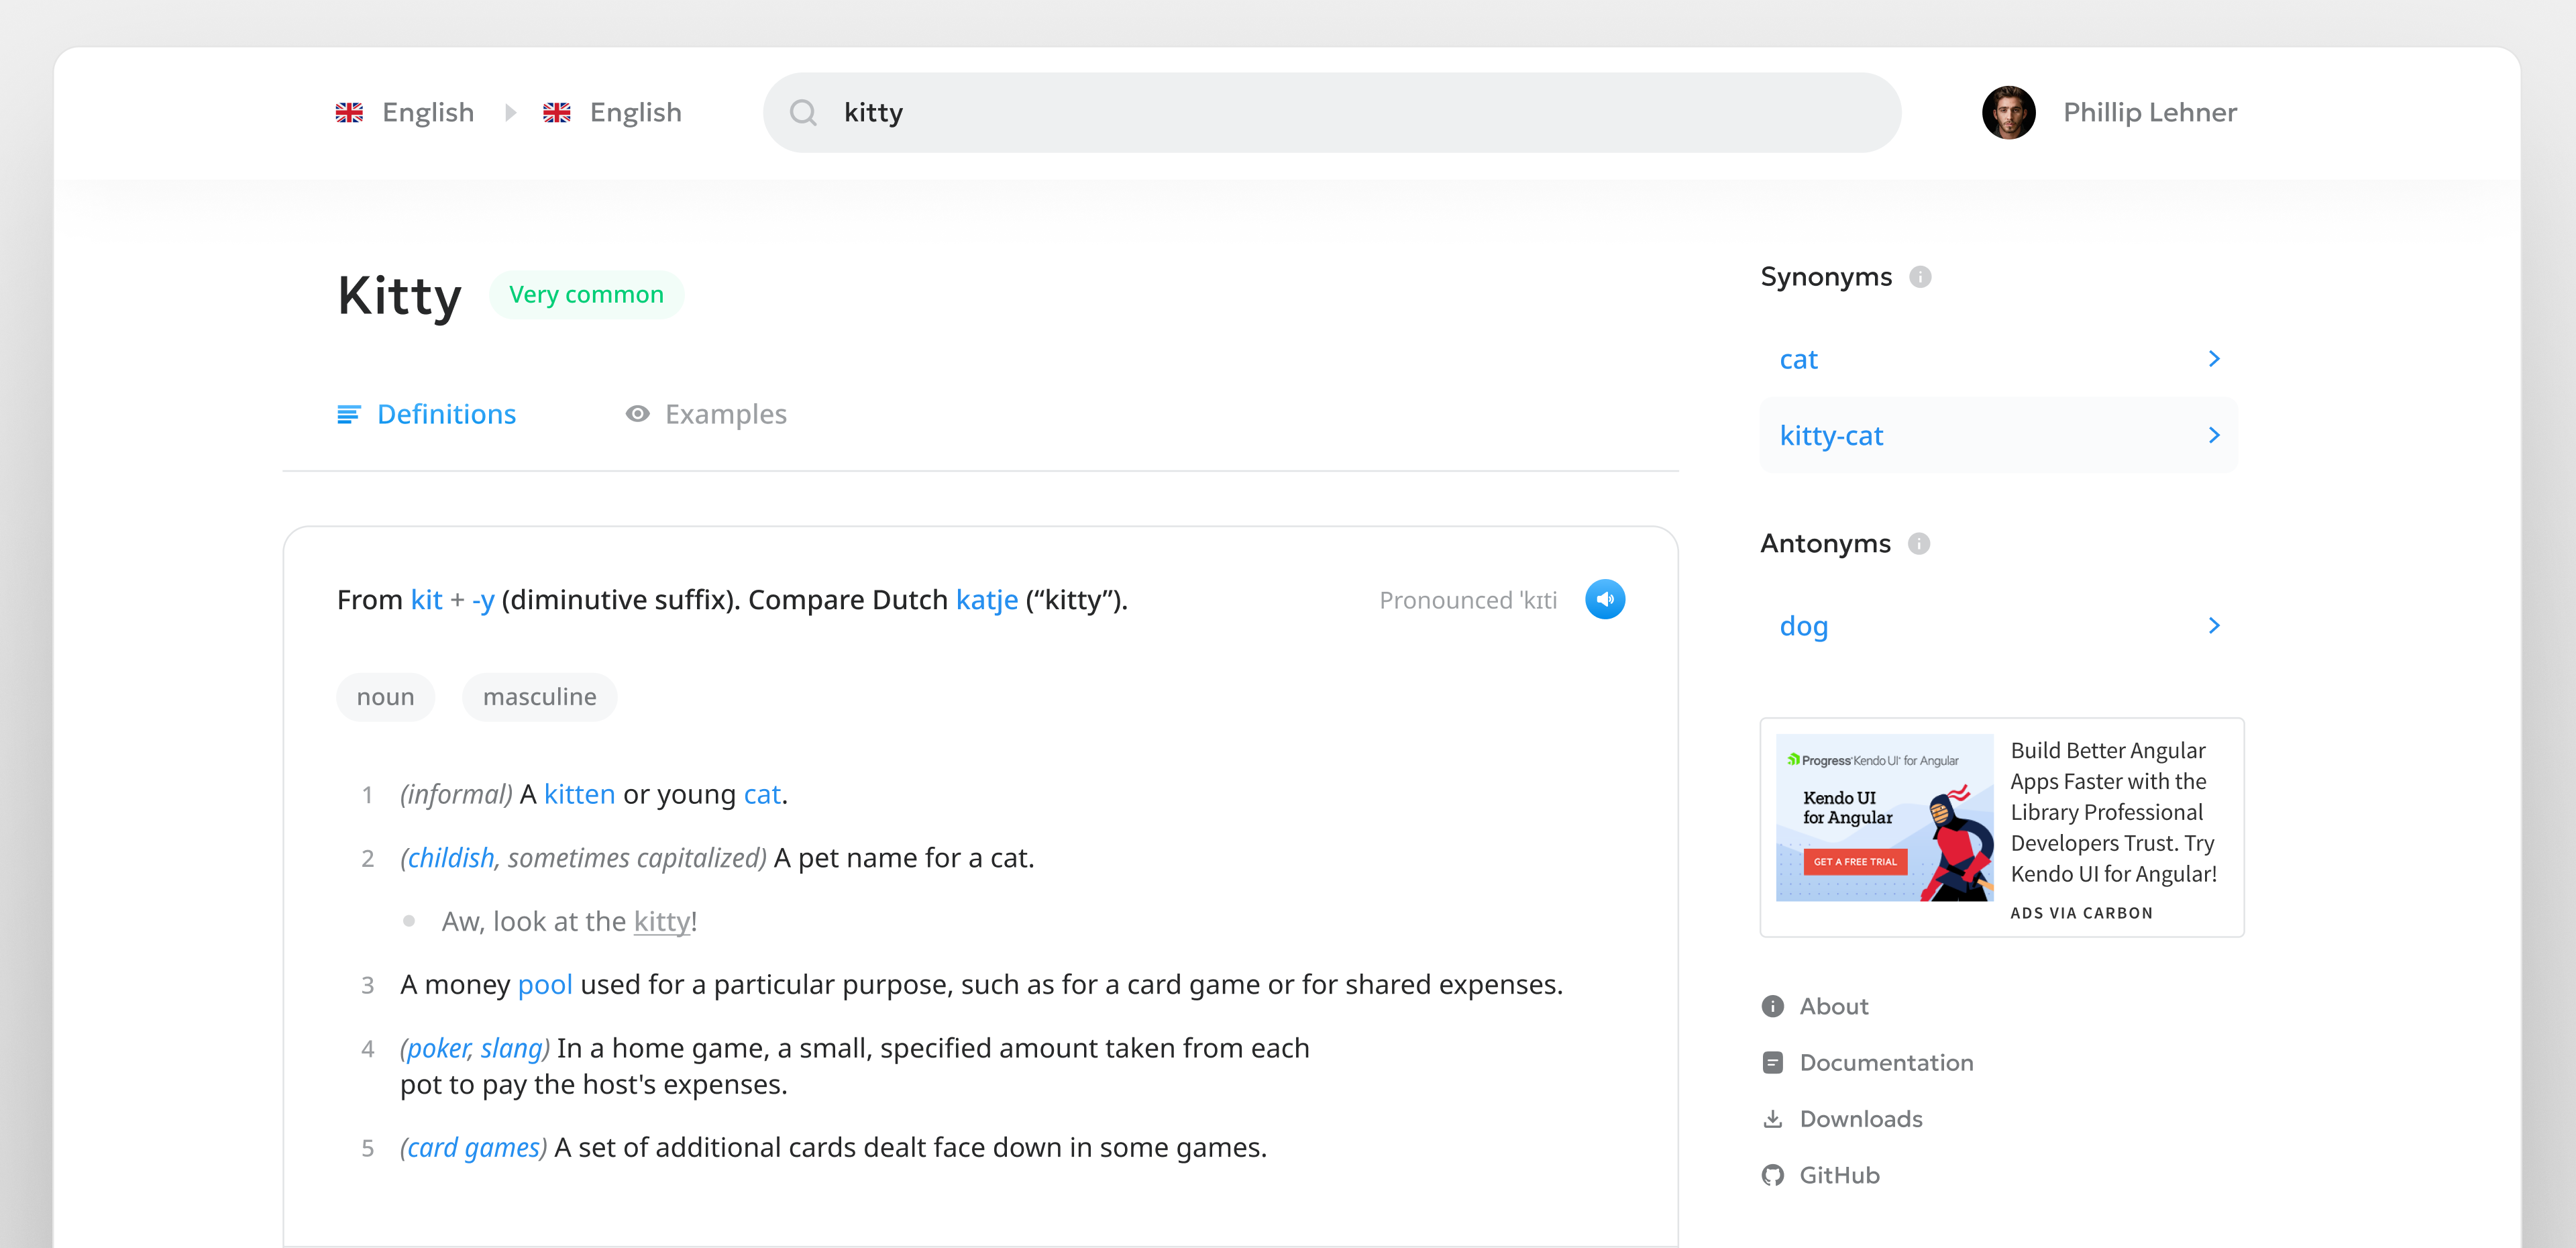 English English kitty Phillip Lehner
Kitty Very common
Definitions Examples
From kit + -y (diminutive suffix). Compare Dutch katje (“kitty”).
Pronounced ˈkɪti
noun masculine
1 (informal) A kitten or young cat.
2 (childish, sometimes capitalized) A pet name for a cat.
Aw, look at the kitty!
3 A money pool used for a particular purpose, such as for a card game or for shared expenses.
4 (poker, slang) In a home game, a small, specified amount taken from each
pot to pay the host's expenses.
5 (card games) A set of additional cards dealt face down in some games.
Synonyms
cat
kitty-cat
Antonyms
dog
Progress Kendo UI for Angular
Kendo UI
for Angular
GET A FREE TRIAL
Build Better Angular
Apps Faster with the
Library Professional
Developers Trust. Try
Kendo UI for Angular!
ADS VIA CARBON
About
Documentation
Downloads
GitHub